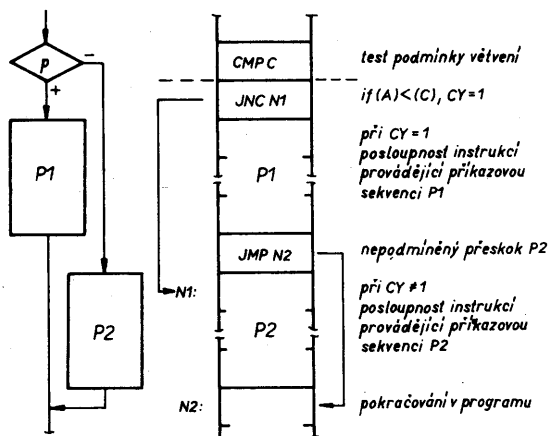 p
–
+
P1
P2
CMP C
test podmínky větvení
JNC N1
if (A) < (C), CY = 1
při CY = 1
posloupnost instrukcí
provádějící příkazovou
sekvenci P1
P1
JMP N2
nepodmíněný přeskok P2
N1:
při CY ≠ 1
posloupnost instrukcí
provádějící příkazovou
sekvenci P2
P2
N2:
pokračování v programu